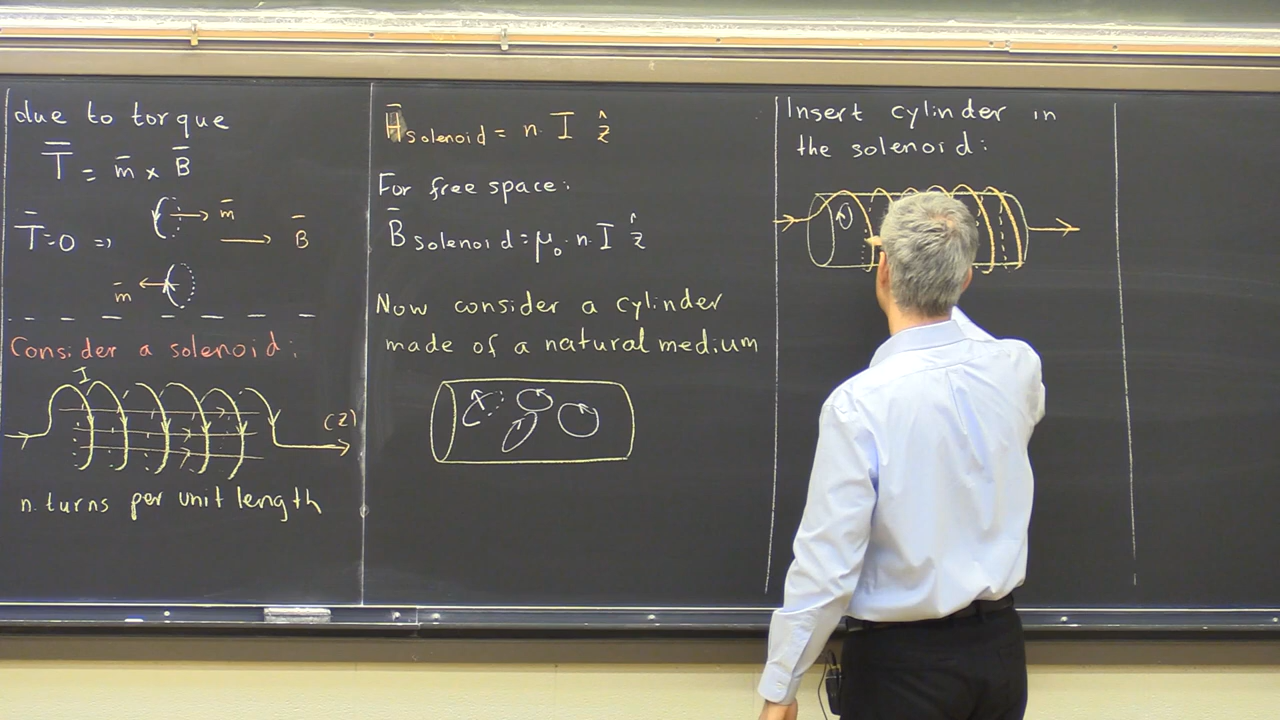 due to torque
T̄ = m̄ × B̄
T̄=0 ⇒
m̄
B̄
m̄
Consider a solenoid:
I
(z)
n. turns per unit length
H̄solenoid = n·I ẑ
For free space:
B̄solenoid = μ₀·n·I ẑ
Now consider a cylinder
made of a natural medium
Insert cylinder in
the solenoid: